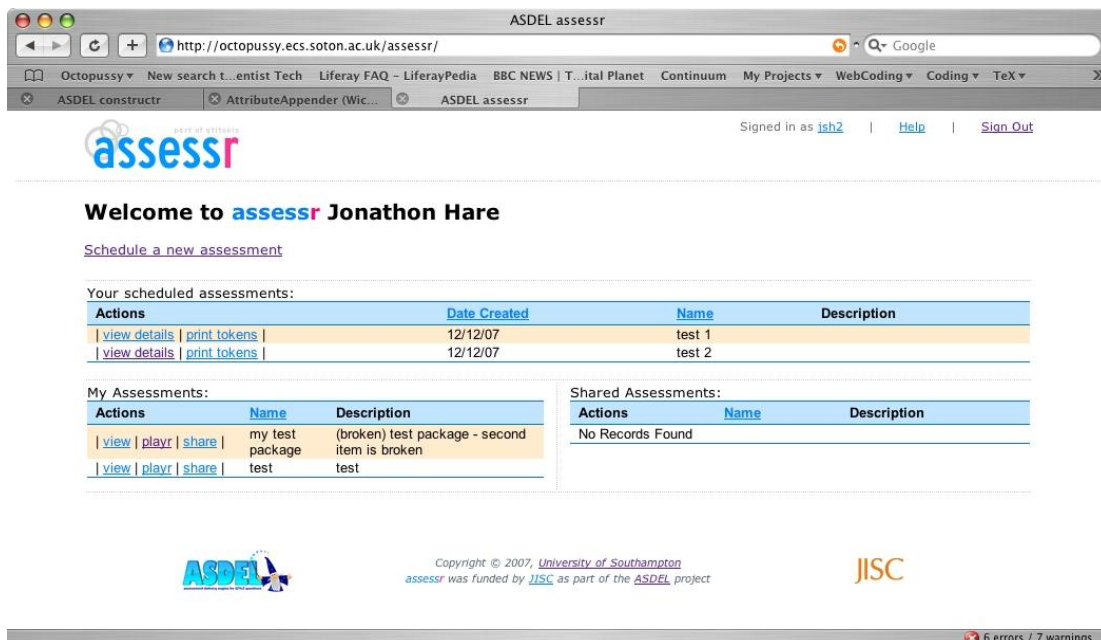 ASDEL assessr
http://octopussy.ecs.soton.ac.uk/assessr/
Google
Octopussy New search t...entist Tech Liferay FAQ – LiferayPedia BBC NEWS | T...ital Planet Continuum My Projects WebCoding Coding TeX
ASDEL constructr AttributeAppender (Wic... ASDEL assessr
part of qtitools
assessr
Signed in as jsh2 | Help | Sign Out
Welcome to assessr Jonathon Hare
Schedule a new assessment
Your scheduled assessments:
Actions Date Created Name Description
| view details | print tokens | 12/12/07 test 1
| view details | print tokens | 12/12/07 test 2
My Assessments:
Actions Name Description
| view | playr | share | my test package (broken) test package - second item is broken
| view | playr | share | test test
Shared Assessments:
Actions Name Description
No Records Found
ASDEL
Copyright © 2007, University of Southampton
assessr was funded by JISC as part of the ASDEL project
JISC
6 errors / 7 warnings